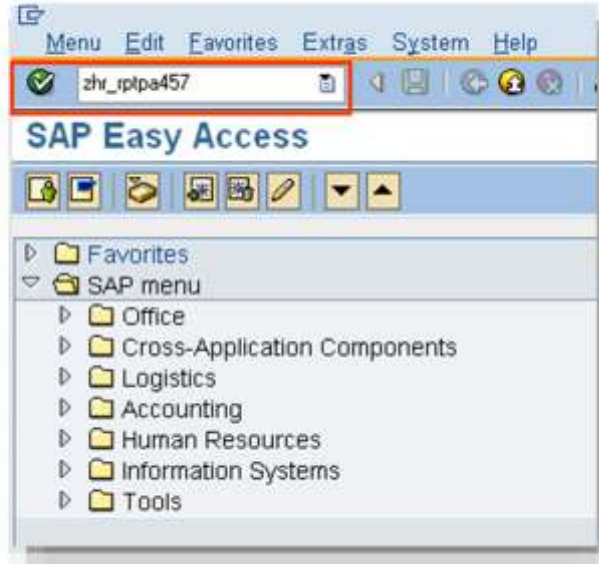 Menu Edit Favorites Extras System Help
zhr_rptpa457
SAP Easy Access
Favorites
SAP menu
Office
Cross-Application Components
Logistics
Accounting
Human Resources
Information Systems
Tools